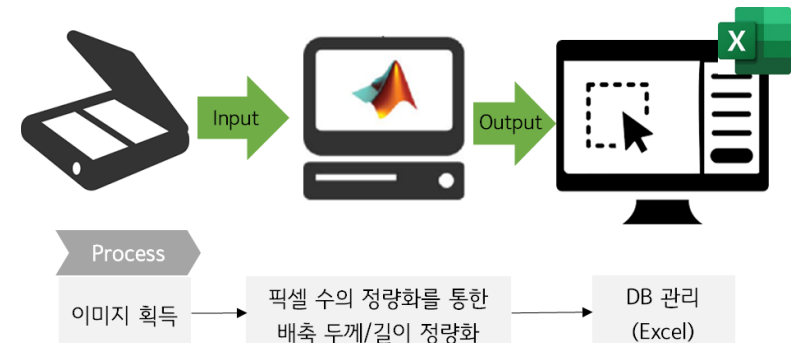 X
Input
Output
Process
이미지 획득
픽셀 수의 정량화를 통한
배축 두께/길이 정량화
DB 관리
(Excel)